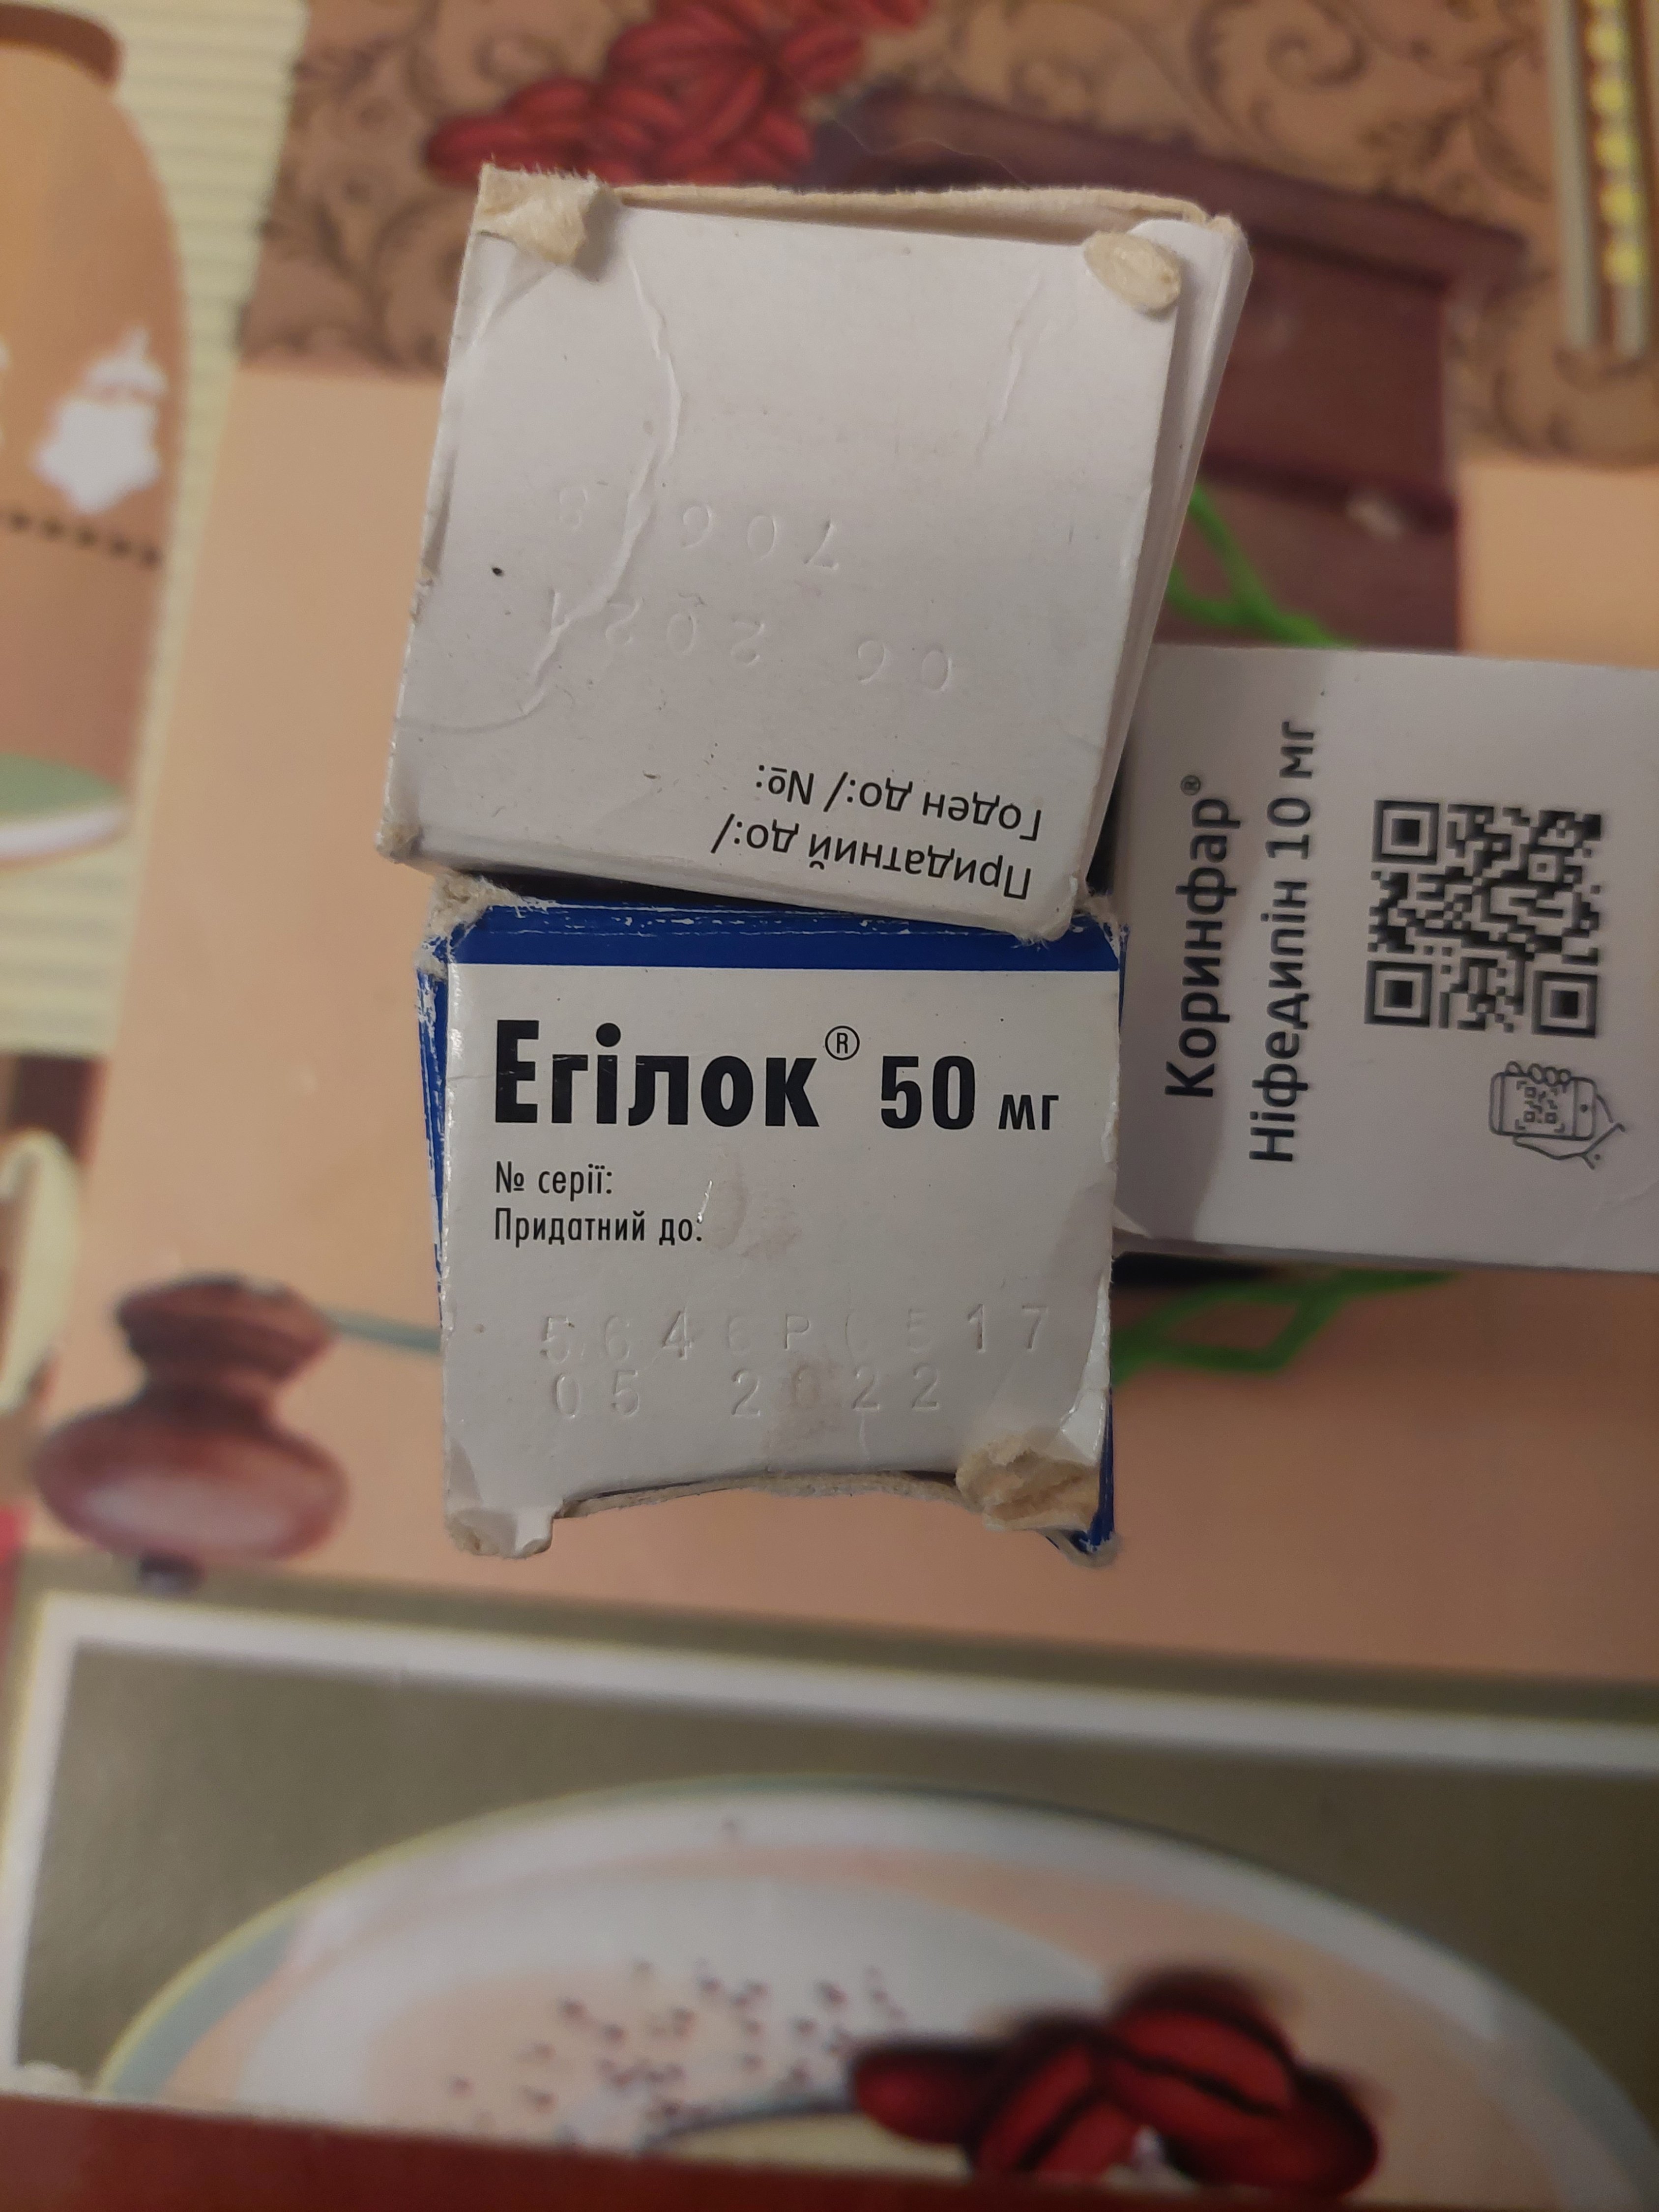 Придатний до:/
Годен до:/ №:
06 2021
Егілок® 50 мг
№ серії:
Придатний до:
05 2022
Коринфар®
Ніфедипін 10 мг